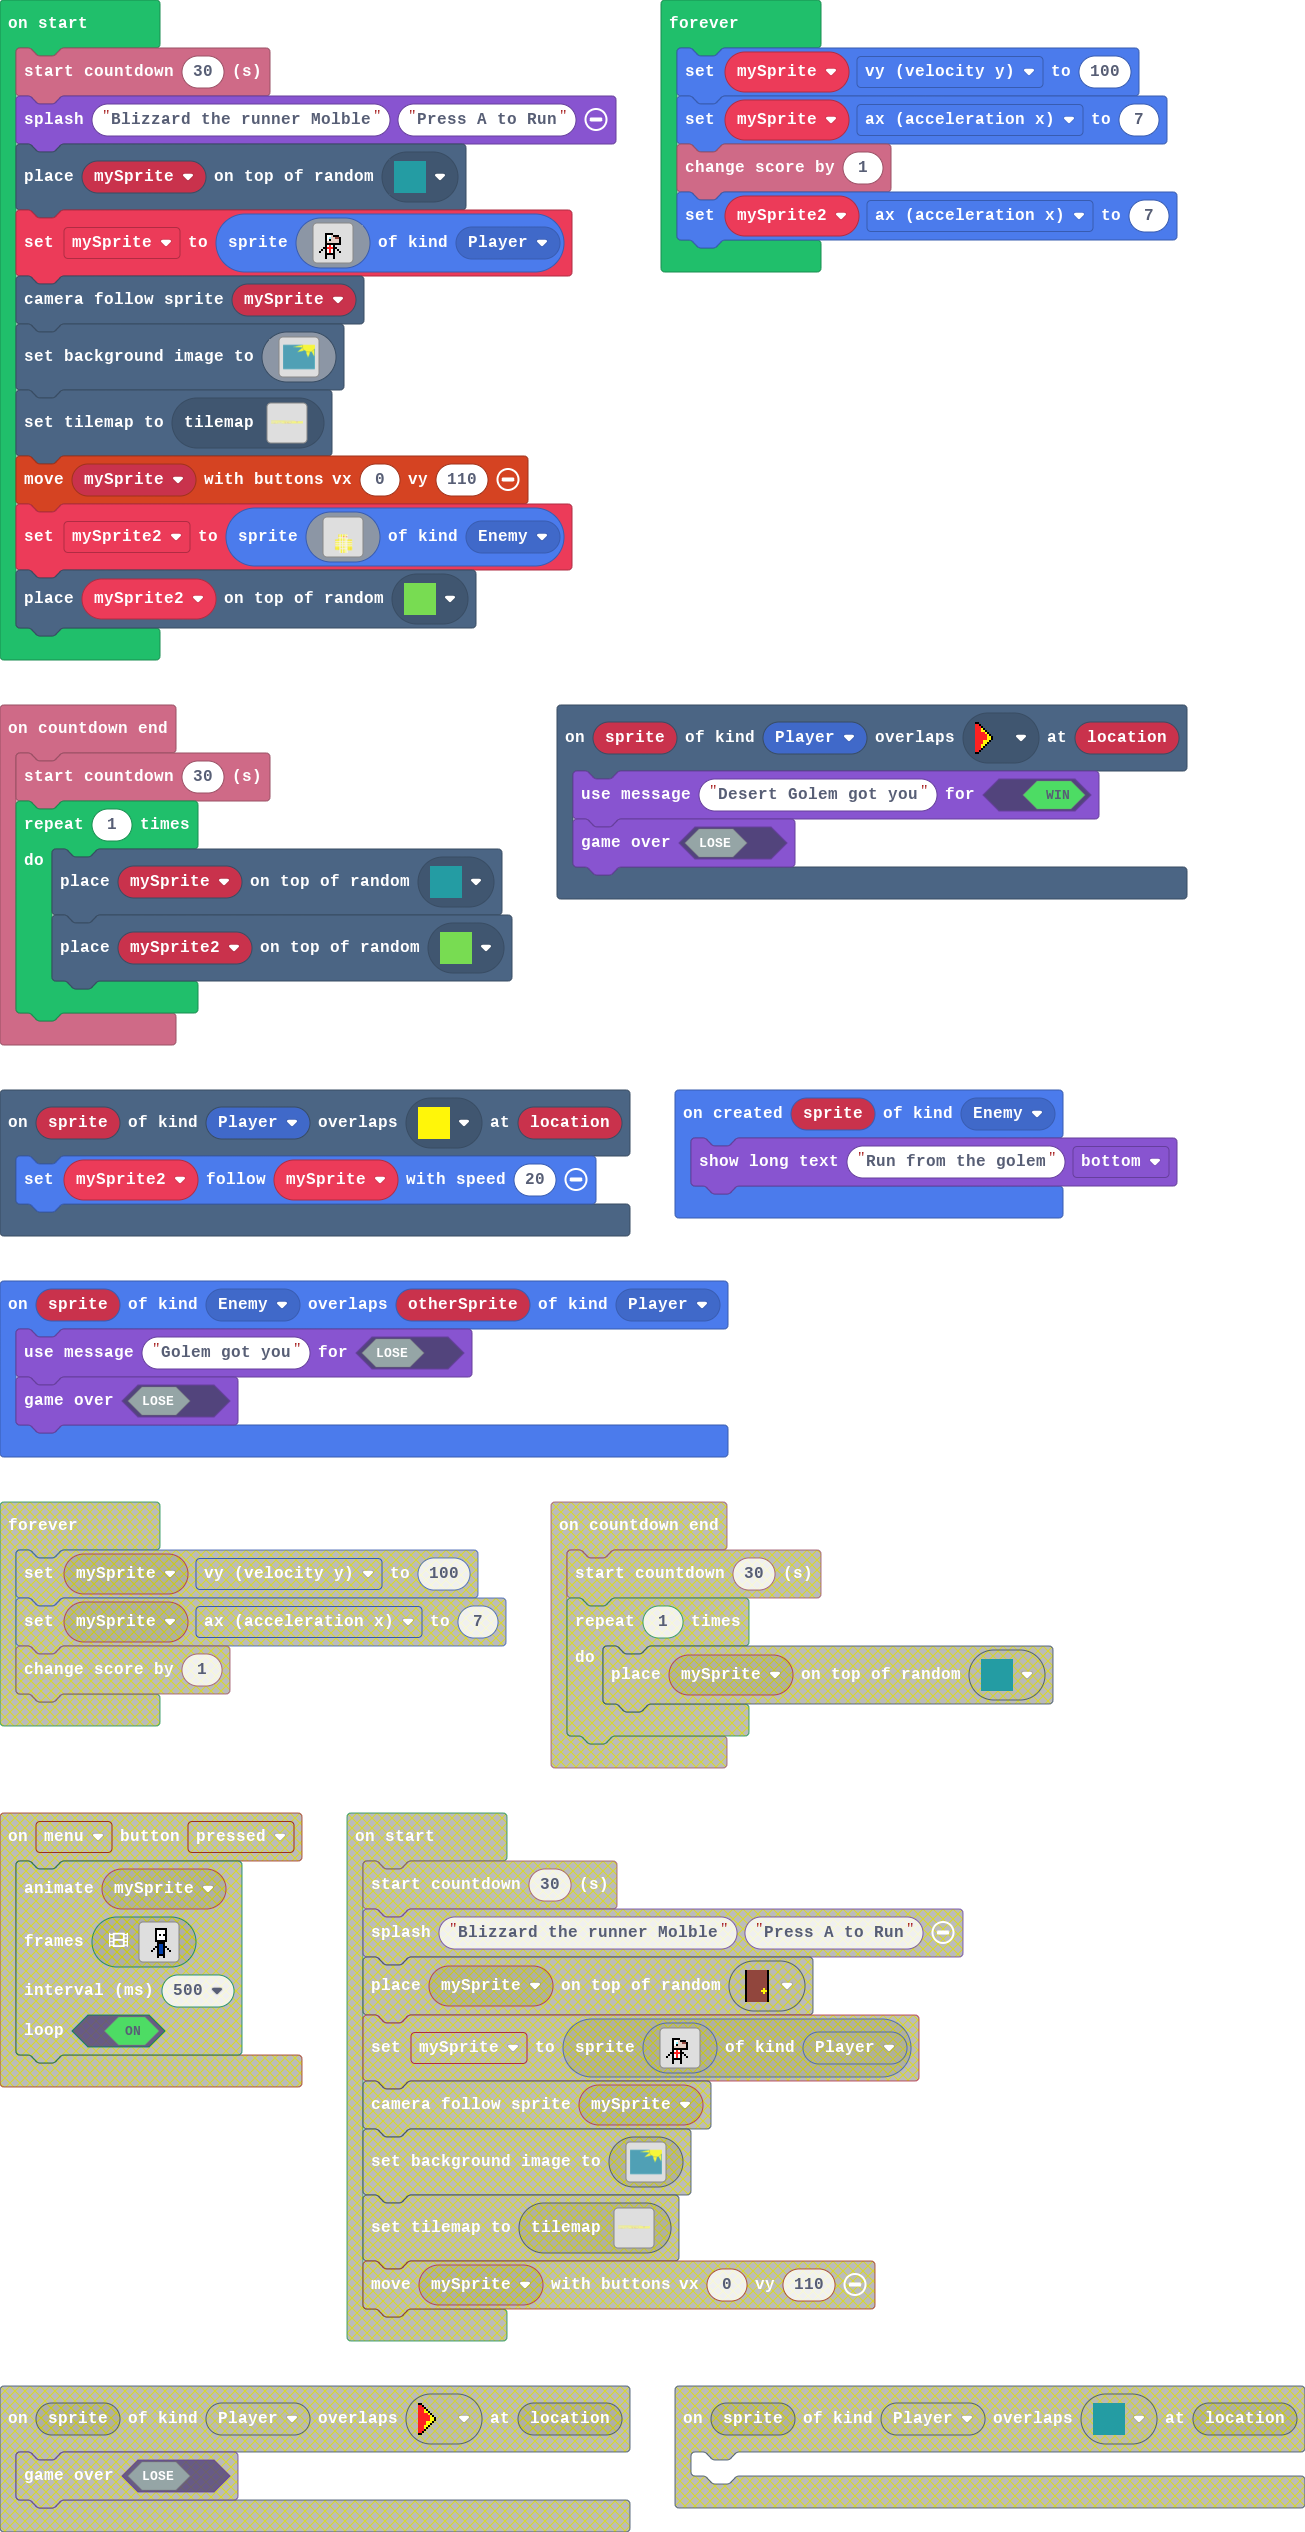 on start
start countdown 30 (s)
splash "Blizzard the runner Molble" "Press A to Run"
place mySprite on top of random
set mySprite to sprite of kind Player
camera follow sprite mySprite
set background image to
set tilemap to tilemap
move mySprite with buttons vx 0 vy 110
set mySprite2 to sprite of kind Enemy
place mySprite2 on top of random
forever
set mySprite vy (velocity y) to 100
set mySprite ax (acceleration x) to 7
change score by 1
set mySprite2 ax (acceleration x) to 7
on countdown end
start countdown 30 (s)
repeat 1 times
do
place mySprite on top of random
place mySprite2 on top of random
on sprite of kind Player overlaps at location
use message "Desert Golem got you" for WIN
game over LOSE
on sprite of kind Player overlaps at location
set mySprite2 follow mySprite with speed 20
on created sprite of kind Enemy
show long text "Run from the golem" bottom
on sprite of kind Enemy overlaps otherSprite of kind Player
use message "Golem got you" for LOSE
game over LOSE
forever
set mySprite vy (velocity y) to 100
set mySprite ax (acceleration x) to 7
change score by 1
on countdown end
start countdown 30 (s)
repeat 1 times
do
place mySprite on top of random
on menu button pressed
animate mySprite
frames
interval (ms) 500
loop ON
on start
start countdown 30 (s)
splash "Blizzard the runner Molble" "Press A to Run"
place mySprite on top of random
set mySprite to sprite of kind Player
camera follow sprite mySprite
set background image to
set tilemap to tilemap
move mySprite with buttons vx 0 vy 110
on sprite of kind Player overlaps at location
game over LOSE
on sprite of kind Player overlaps at location